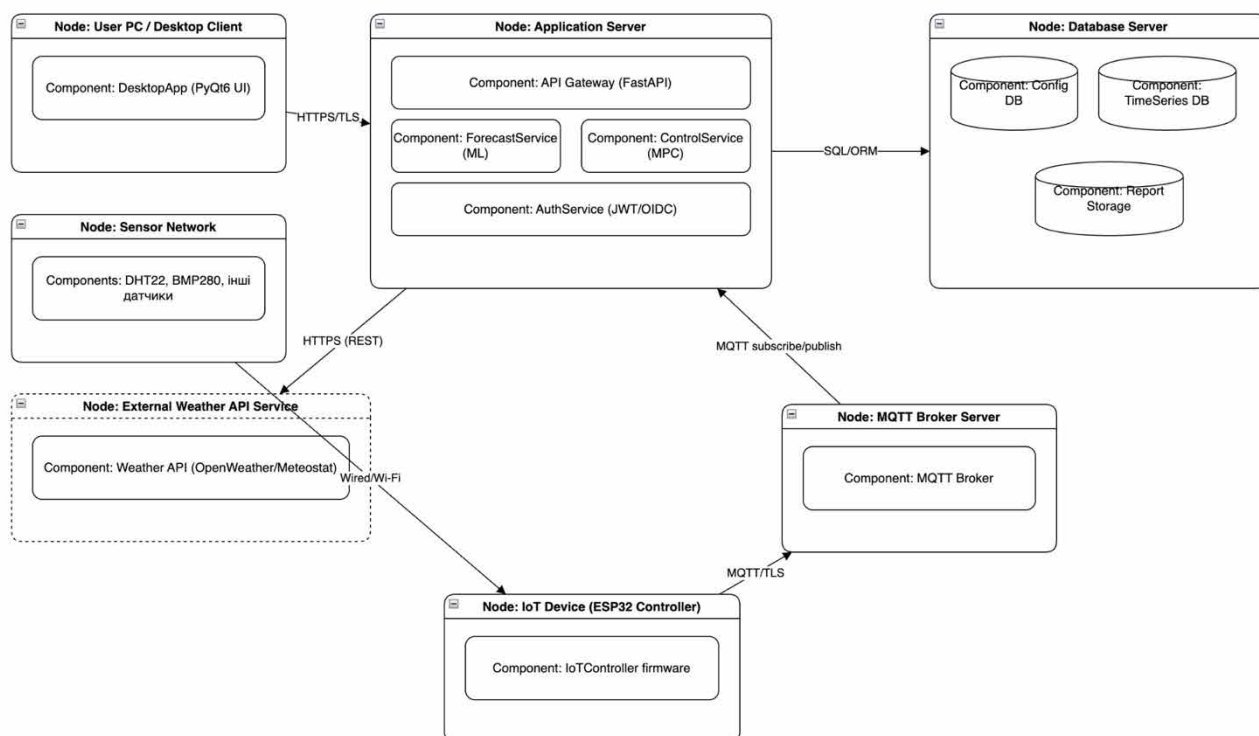 Node: User PC / Desktop Client
Component: DesktopApp (PyQt6 UI)
HTTPS/TLS
Node: Application Server
Component: API Gateway (FastAPI)
Component: ForecastService
(ML)
Component: ControlService
(MPC)
Component: AuthService (JWT/OIDC)
SQL/ORM
Node: Database Server
Component: Config
DB
Component:
TimeSeries DB
Component: Report
Storage
Node: Sensor Network
Components: DHT22, BMP280, інші
датчики
HTTPS (REST)
MQTT subscribe/publish
Node: External Weather API Service
Component: Weather API (OpenWeather/Meteostat)
Wired/Wi-Fi
Node: MQTT Broker Server
Component: MQTT Broker
MQTT/TLS
Node: IoT Device (ESP32 Controller)
Component: IoTController firmware